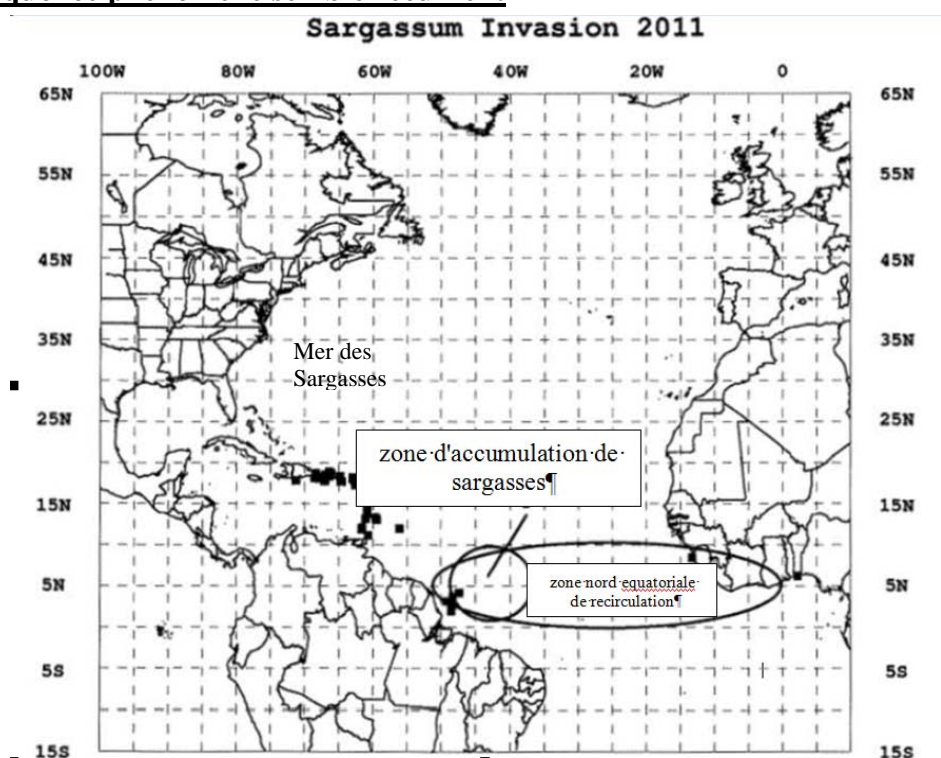 Sargassum Invasion 2011
100W 80W 60W 40W 20W 0
65N 65N
55N 55N
45N 45N
35N 35N
Mer des
Sargasses
25N 25N
zone·d'accumulation·de·
sargasses¶
15N 15N
zone·nord·equatoriale·
de·recirculation¶
5N 5N
5S 5S
15S 15S